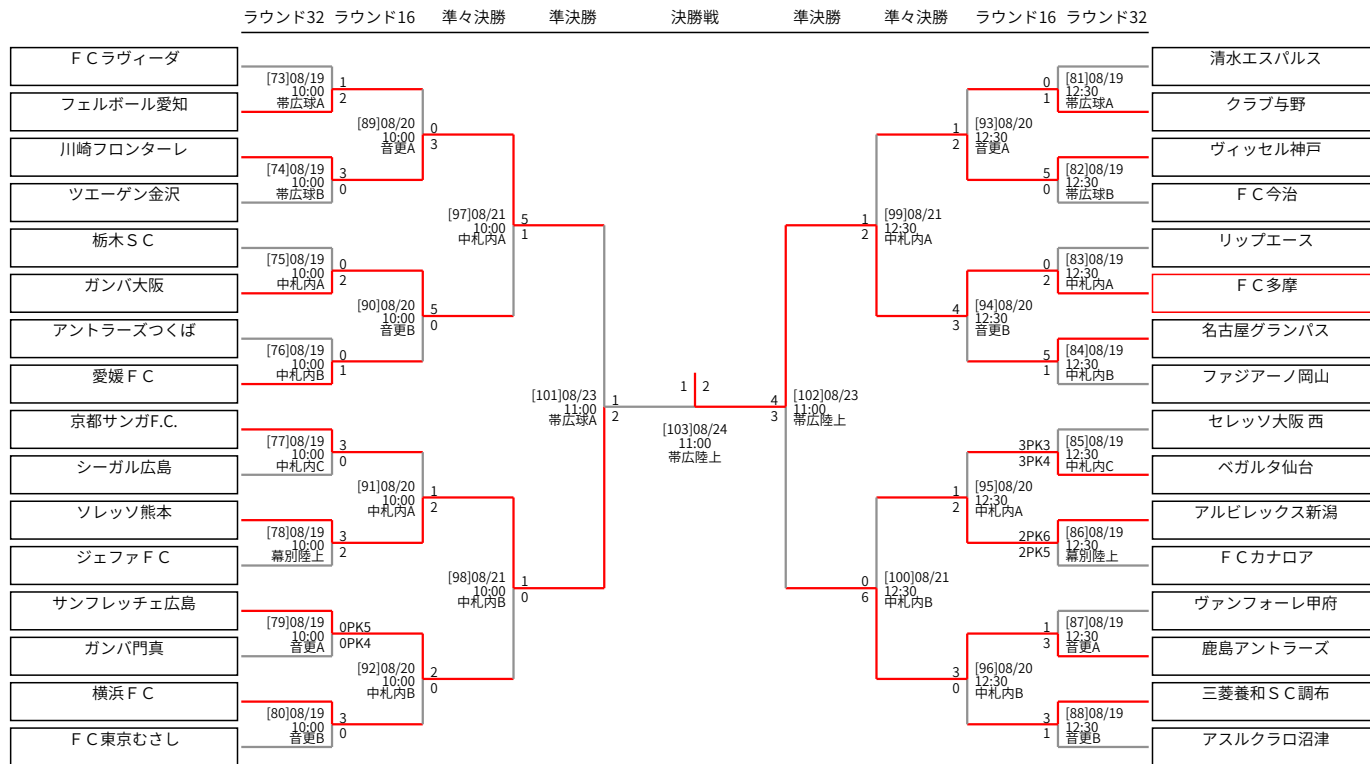 ラウンド32 ラウンド16 準々決勝 準決勝 決勝戦 準決勝 準々決勝 ラウンド16 ラウンド32
ＦＣラヴィーダ
[73]08/19
10:00
帯広球A
1
2
フェルボール愛知
[89]08/20
10:00
音更A
0
3
川崎フロンターレ
[74]08/19
10:00
帯広球B
3
0
ツエーゲン金沢
[97]08/21
10:00
中札内A
5
1
栃木ＳＣ
[75]08/19
10:00
中札内A
0
2
ガンバ大阪
[90]08/20
10:00
音更B
5
0
アントラーズつくば
[76]08/19
10:00
中札内B
0
1
愛媛ＦＣ
[101]08/23
11:00
帯広球A
1
2
京都サンガF.C.
[77]08/19
10:00
中札内C
3
0
シーガル広島
[91]08/20
10:00
中札内A
1
2
ソレッソ熊本
[78]08/19
10:00
幕別陸上
3
2
ジェファＦＣ
[98]08/21
10:00
中札内B
1
0
サンフレッチェ広島
[79]08/19
10:00
音更A
0PK5
0PK4
ガンバ門真
[92]08/20
10:00
中札内B
2
0
横浜ＦＣ
[80]08/19
10:00
音更B
3
0
ＦＣ東京むさし
1 2
[103]08/24
11:00
帯広陸上
清水エスパルス
0
1
[81]08/19
12:30
帯広球A
クラブ与野
1
2
[93]08/20
12:30
音更A
ヴィッセル神戸
5
0
[82]08/19
12:30
帯広球B
ＦＣ今治
1
2
[99]08/21
12:30
中札内A
リップエース
0
2
[83]08/19
12:30
中札内A
ＦＣ多摩
4
3
[94]08/20
12:30
音更B
名古屋グランパス
5
1
[84]08/19
12:30
中札内B
ファジアーノ岡山
4
3
[102]08/23
11:00
帯広陸上
セレッソ大阪 西
3PK3
3PK4
[85]08/19
12:30
中札内C
ベガルタ仙台
1
2
[95]08/20
12:30
中札内A
アルビレックス新潟
2PK6
2PK5
[86]08/19
12:30
幕別陸上
ＦＣカナロア
0
6
[100]08/21
12:30
中札内B
ヴァンフォーレ甲府
1
3
[87]08/19
12:30
音更A
鹿島アントラーズ
3
0
[96]08/20
12:30
中札内B
三菱養和ＳＣ調布
3
1
[88]08/19
12:30
音更B
アスルクラロ沼津